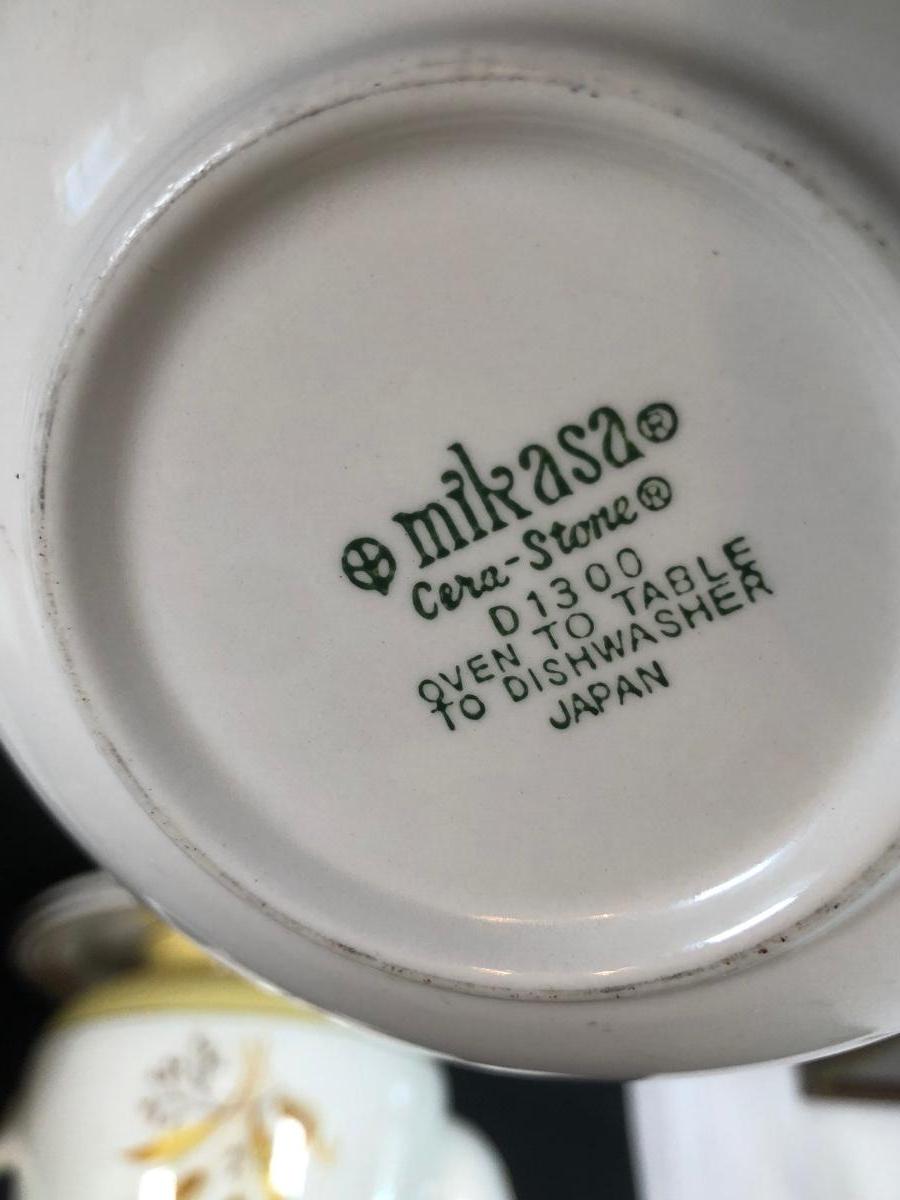 mikasa®
Cera-Stone®
D1300
OVEN TO TABLE
TO DISHWASHER
JAPAN